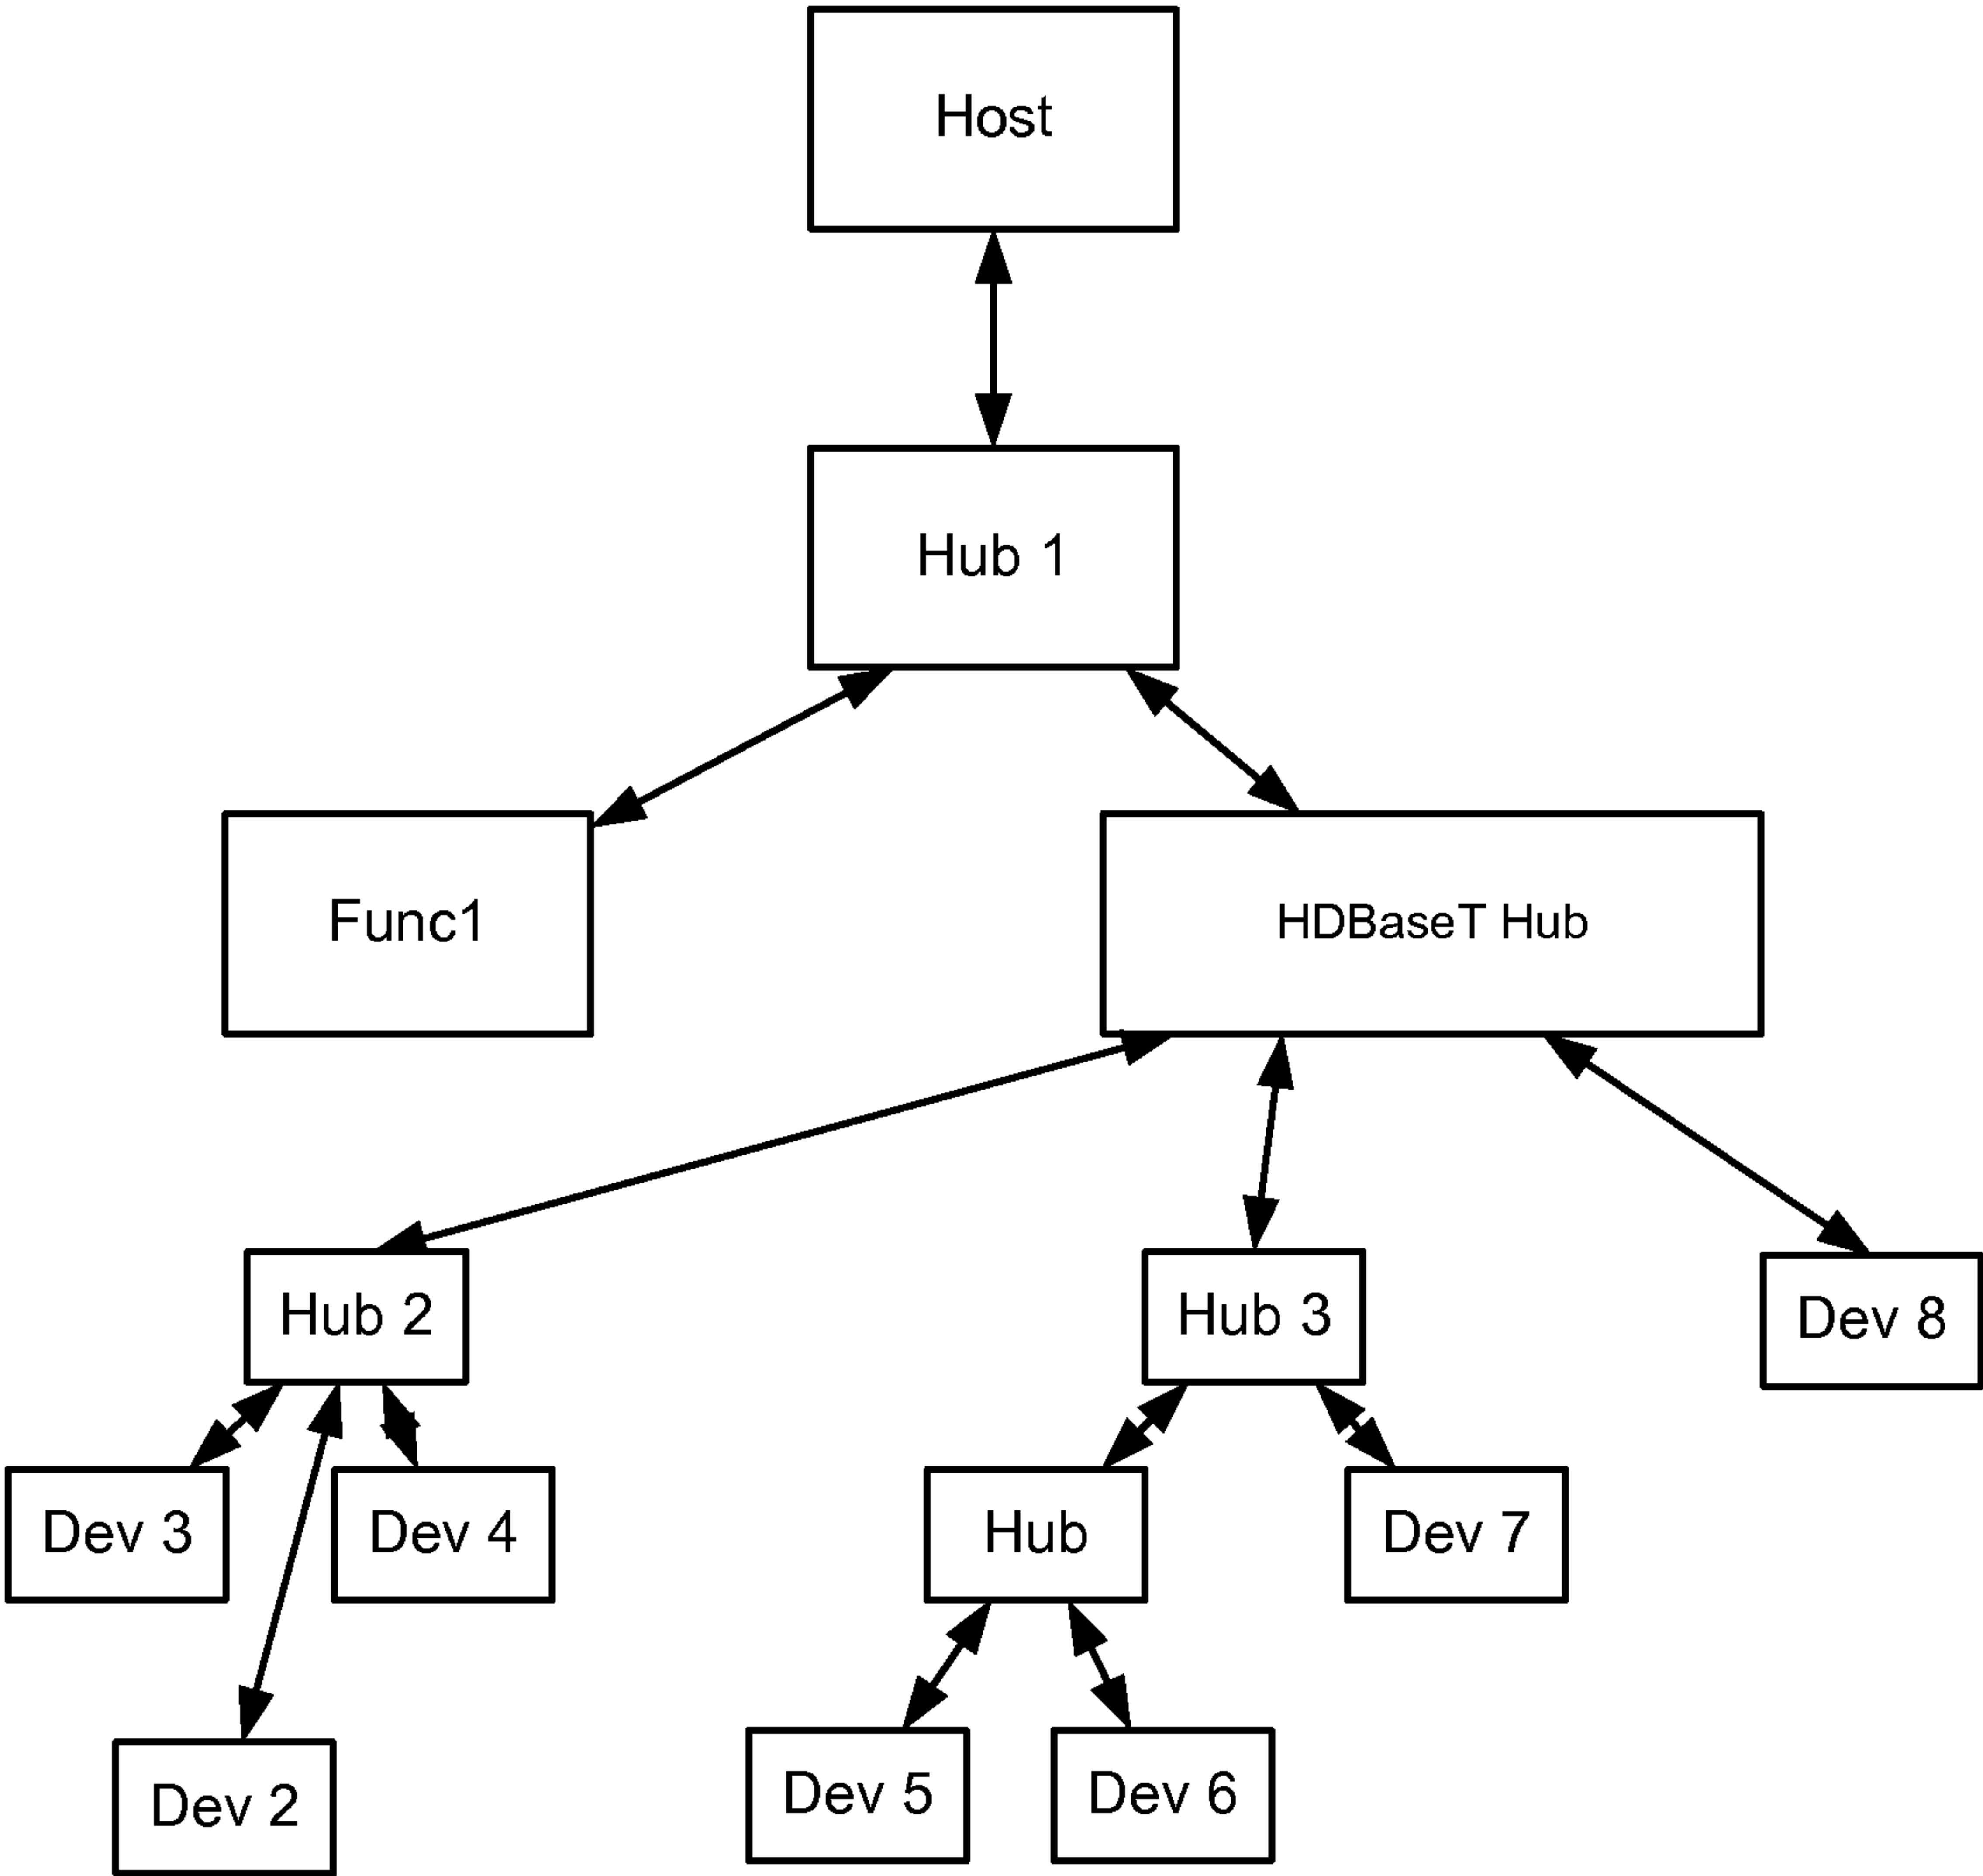 Host
Hub 1
Func1
HDBaseT Hub
Hub 2
Hub 3
Dev 8
Dev 3
Dev 4
Hub
Dev 7
Dev 2
Dev 5
Dev 6